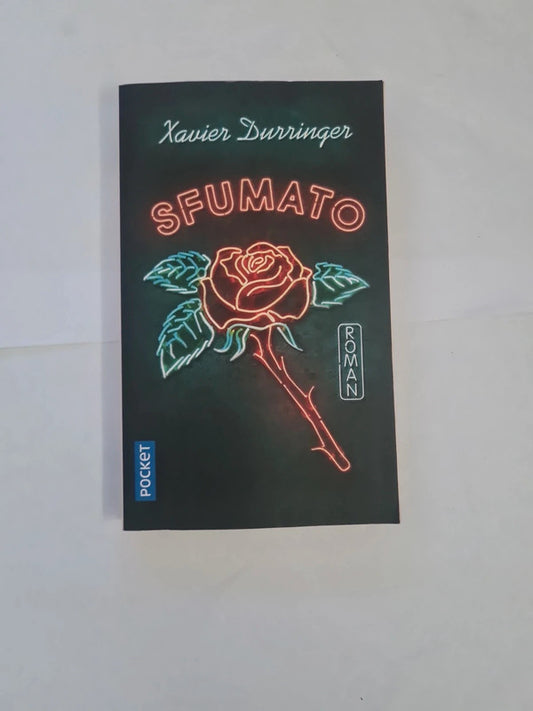 Xavier Durringer
SFUMATO
ROMAN
POCKET